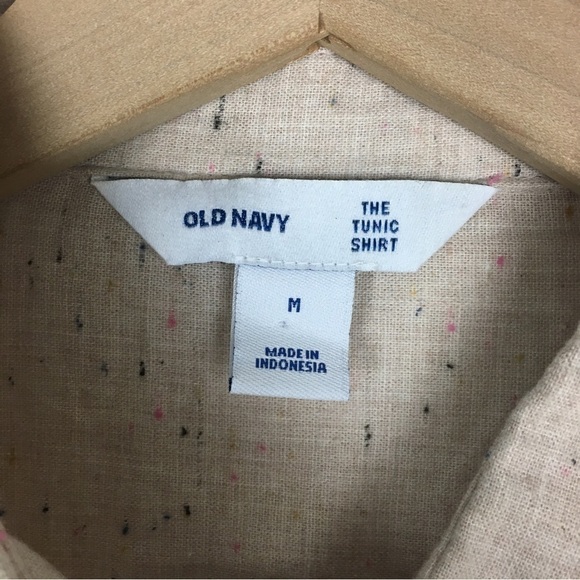 OLD NAVY
THE
TUNIC
SHIRT
M
MADE IN
INDONESIA